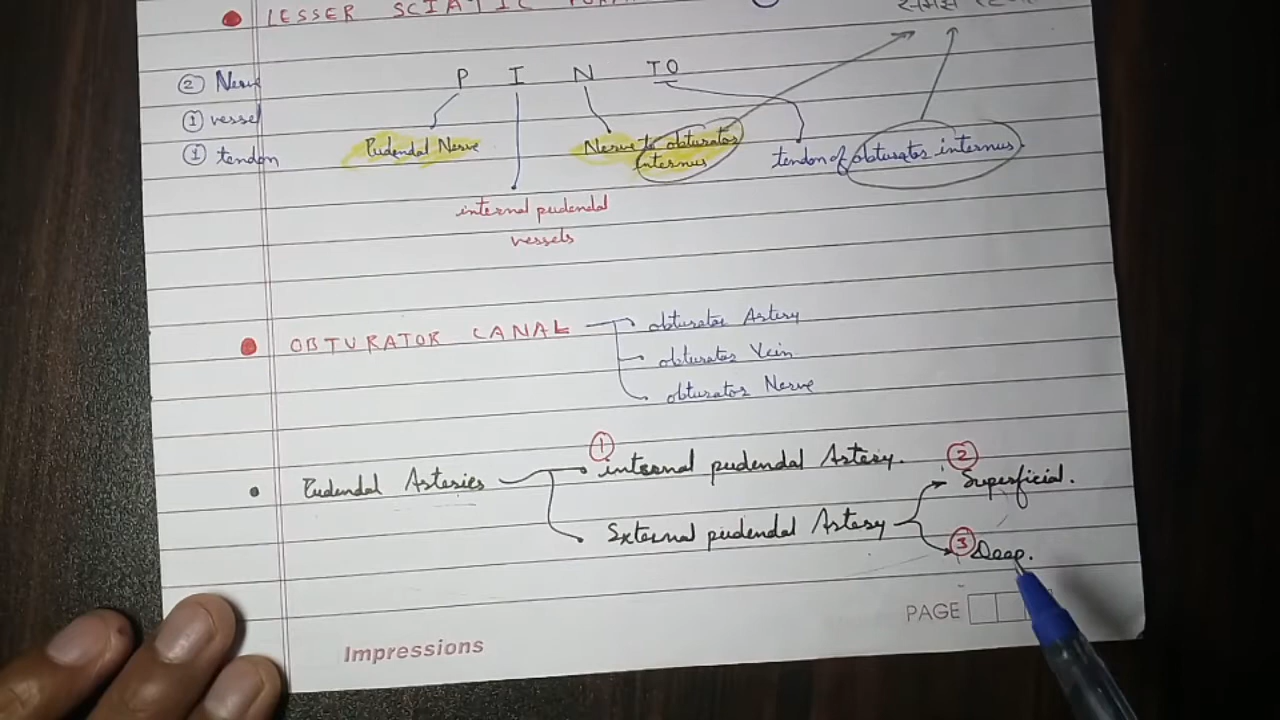 LESSER SCIATIC
P I N TO
② Nerve
① vessel
① tendon
Pudendal Nerve
Nerve to obturator
internus
tendon of obturator internus.
internal pudendal
vessels
OBTURATOR CANAL
obturator Artery
obturator Vein
obturator Nerve
Pudendal Arteries
① internal pudendal Artery.
External pudendal Artery
② Superficial.
③ Deep.
PAGE
Impressions